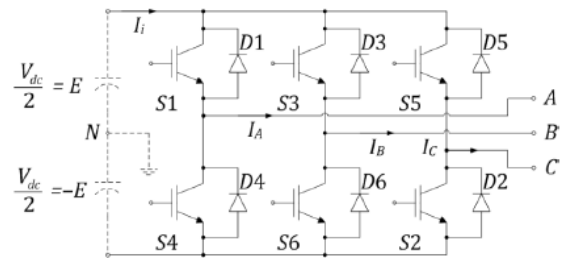 I_i
D1 D3 D5
V_dc/2 = E
S1 S3 S5
A
N I_A I_B I_C B
C
D4 D6 D2
V_dc/2 =-E
S4 S6 S2